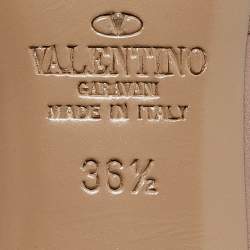 VALENTINO
GARAVANI
MADE IN ITALY
36½